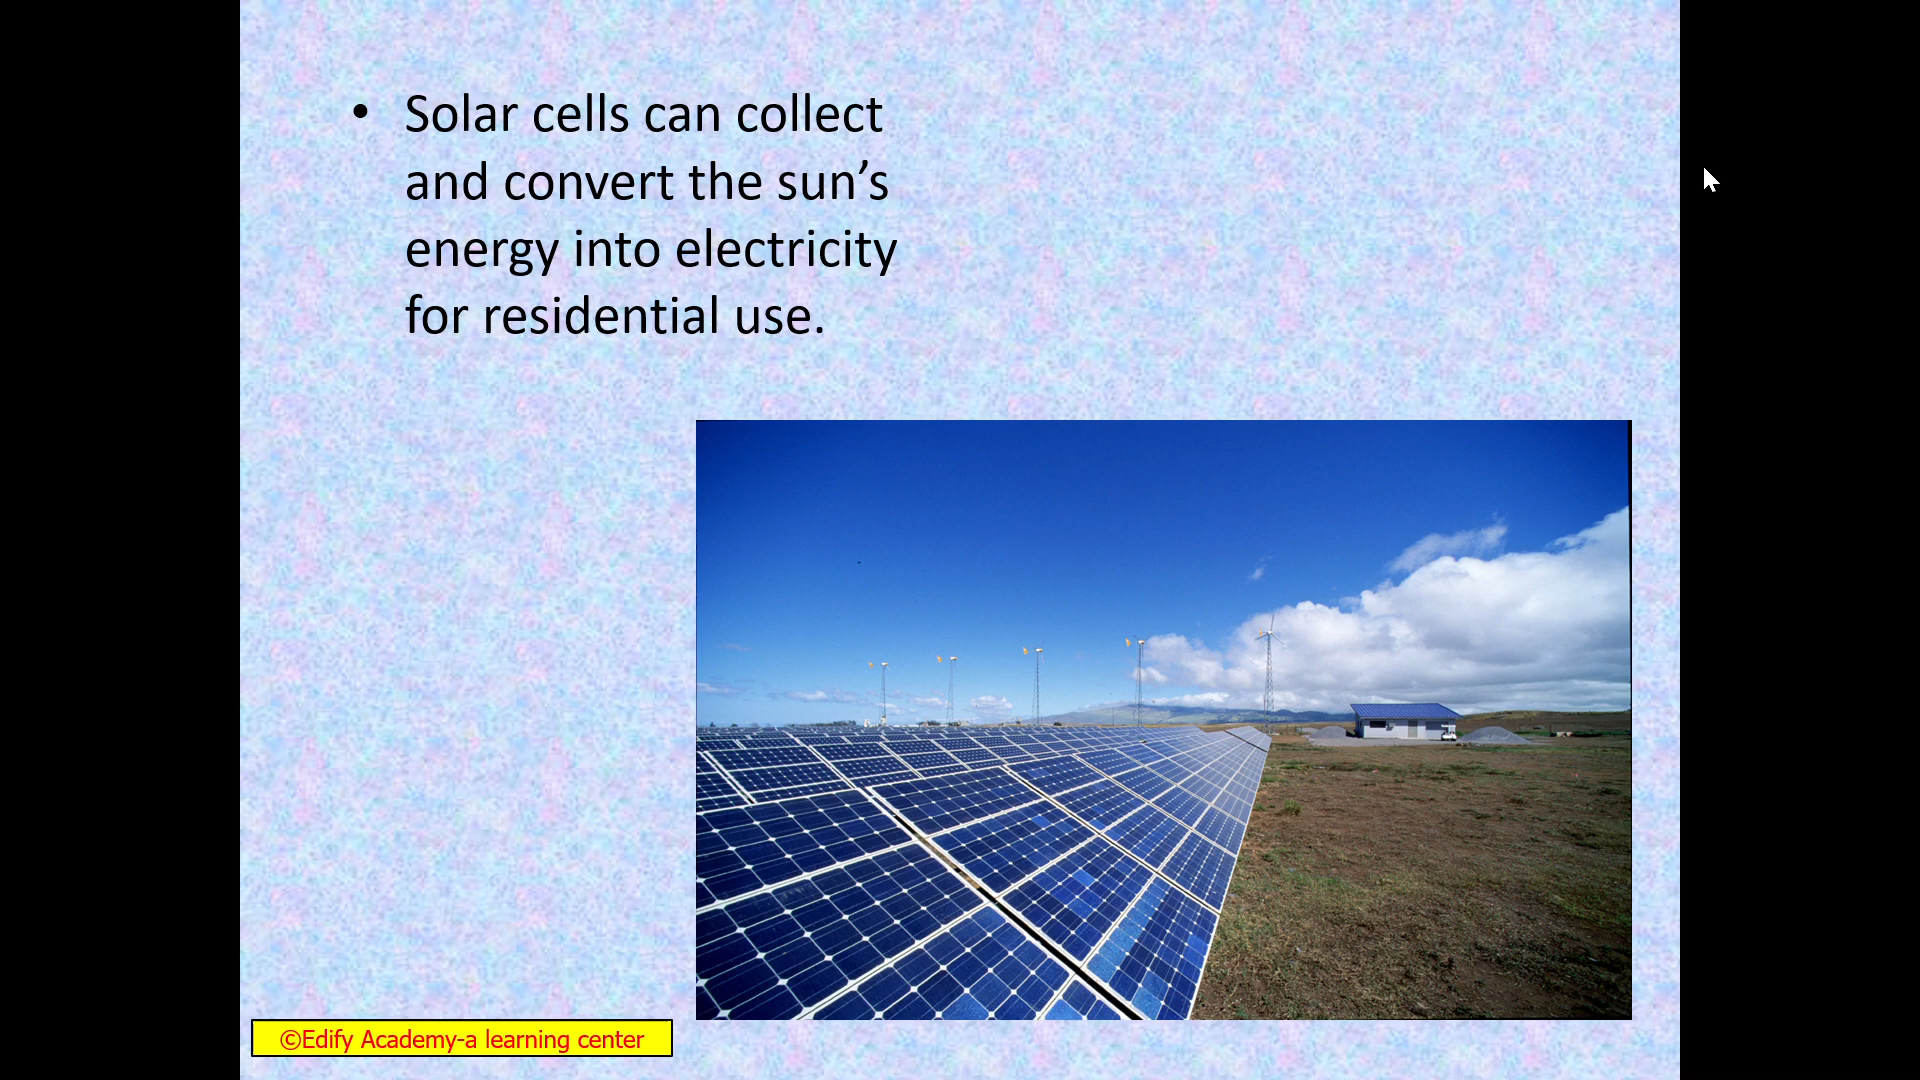 • Solar cells can collect
and convert the sun’s
energy into electricity
for residential use.
©Edify Academy-a learning center